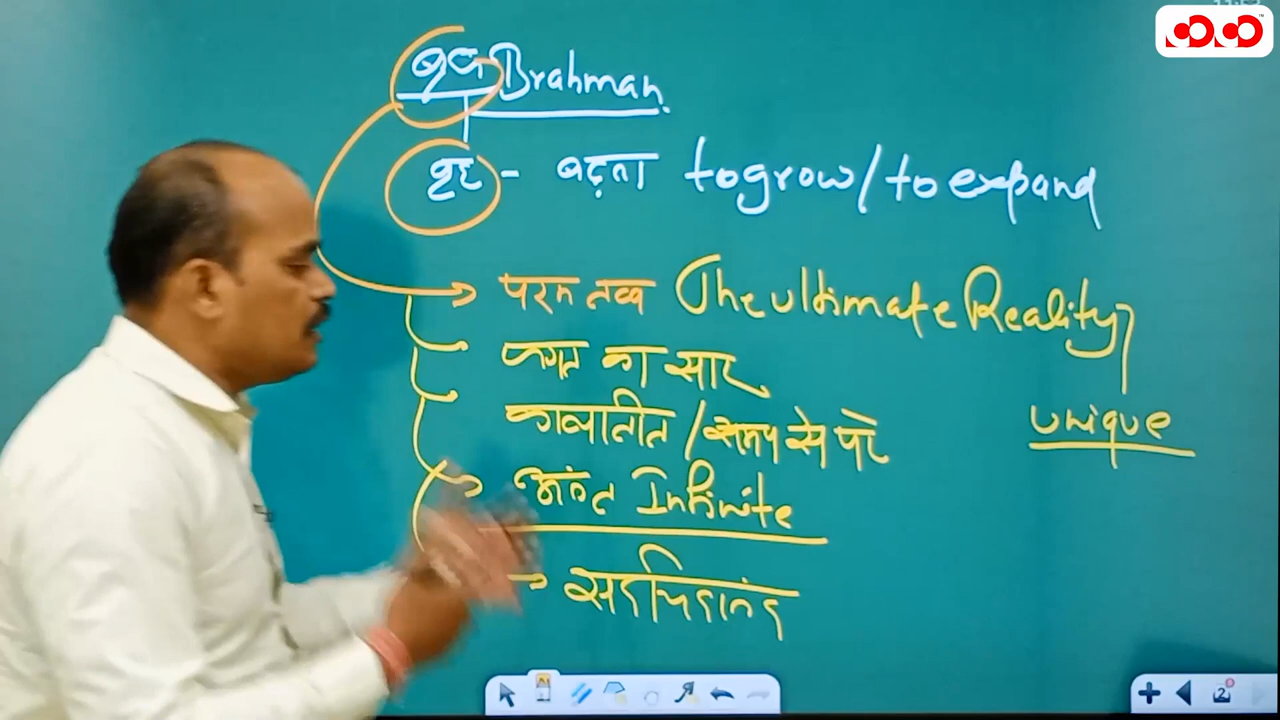 ब्रह्म Brahman
बृह - बढ़ना to grow / to expand
परम तत्व The ultimate Reality
जगत का सार
unique
कालातीत / समय से परे
अनंत Infinite
सच्चिदानंद
2